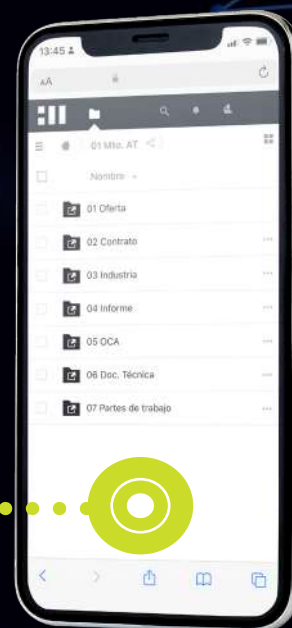 13:45
AA
01 Mto. AT
Nombre
01 Oferta
02 Contrato
03 Industria
04 Informe
05 OCA
06 Doc. Técnica
07 Partes de trabajo